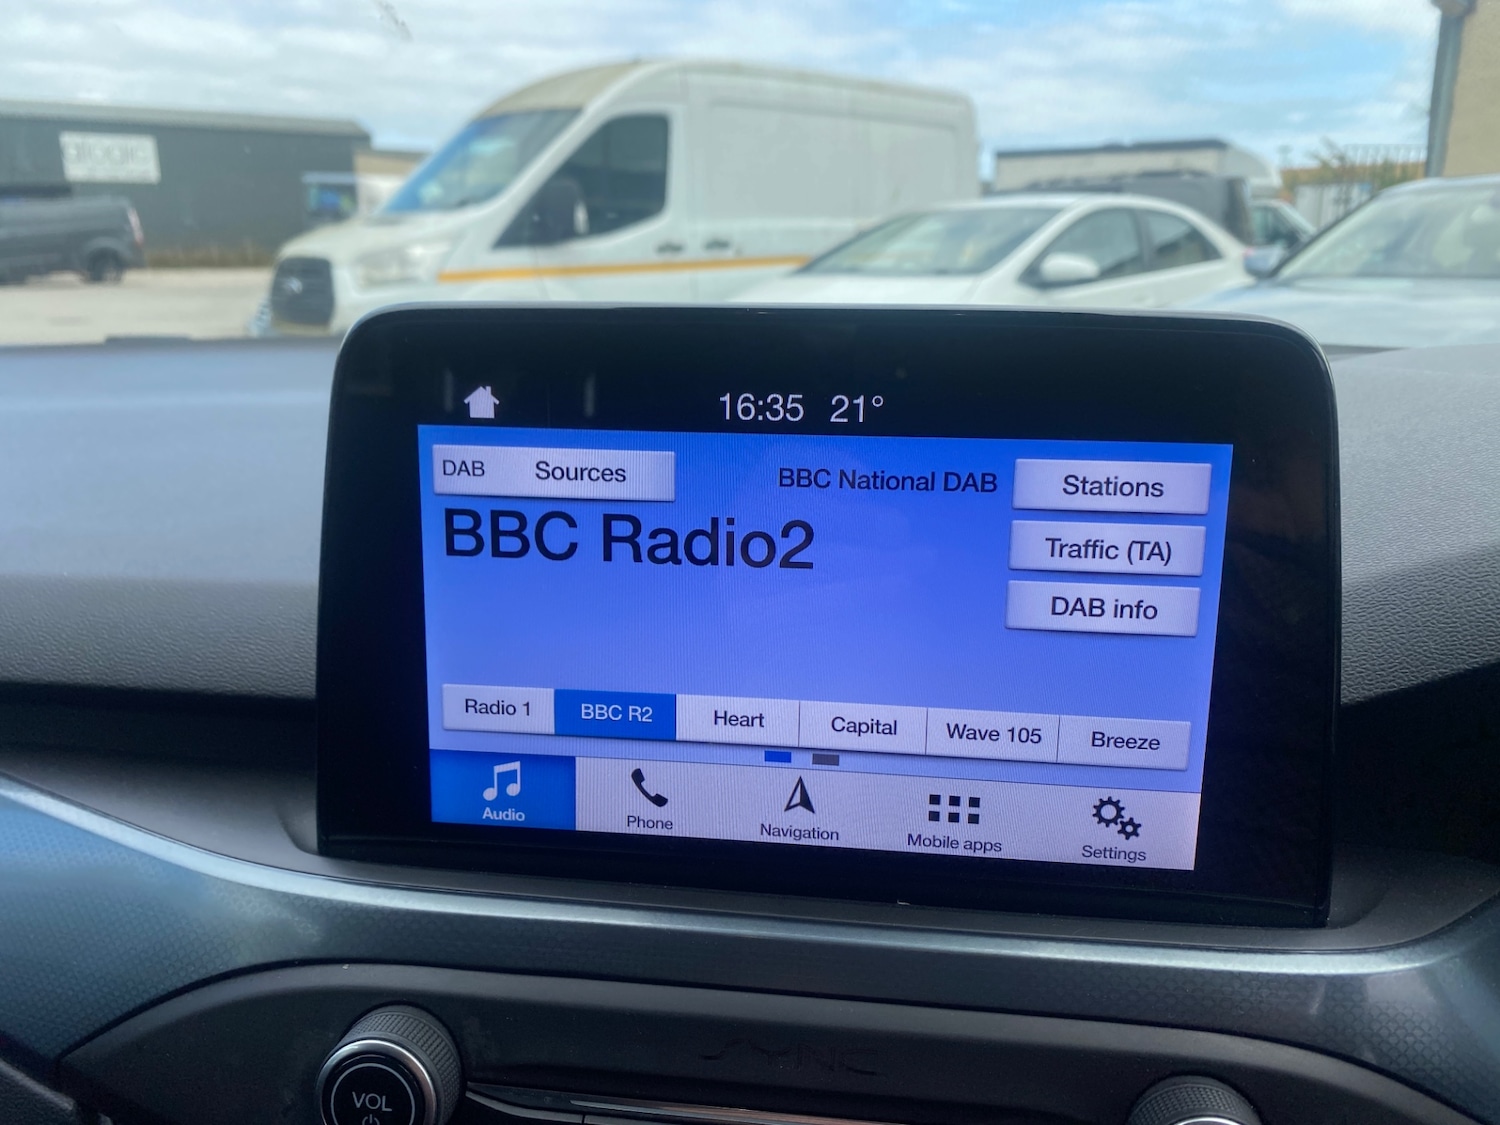 16:35 21°
DAB Sources
BBC National DAB
Stations
BBC Radio2
Traffic (TA)
DAB info
Radio 1
BBC R2
Heart
Capital
Wave 105
Breeze
Audio
Phone
Navigation
Mobile apps
Settings
SYNC
VOL